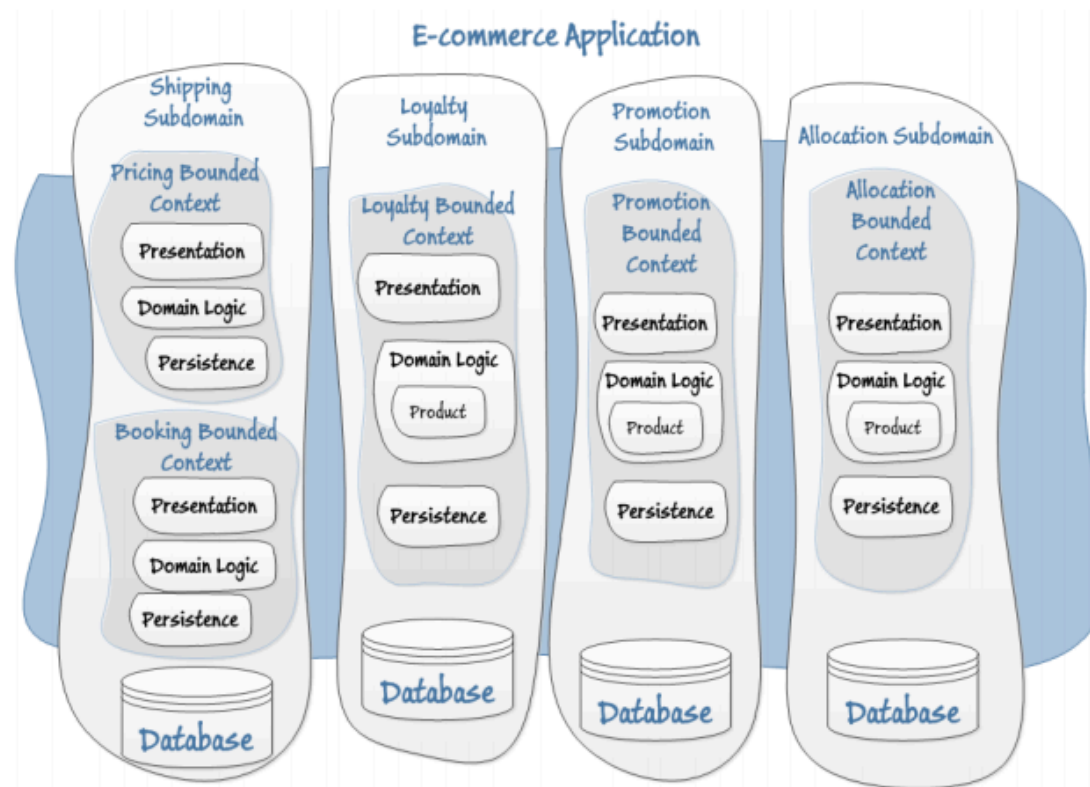 E-commerce Application
Shipping
Subdomain
Pricing Bounded
Context
Presentation
Domain Logic
Persistence
Booking Bounded
Context
Presentation
Domain Logic
Persistence
Database
Loyalty
Subdomain
Loyalty Bounded
Context
Presentation
Domain Logic
Product
Persistence
Database
Promotion
Subdomain
Promotion
Bounded
Context
Presentation
Domain Logic
Product
Persistence
Database
Allocation Subdomain
Allocation
Bounded
Context
Presentation
Domain Logic
Product
Persistence
Database